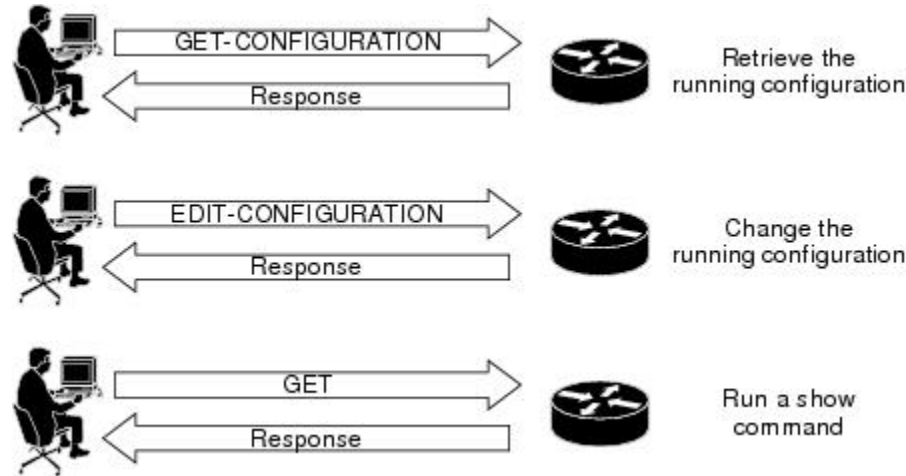 GET-CONFIGURATION
Response
Retrieve the
running configuration
EDIT-CONFIGURATION
Response
Change the
running configuration
GET
Response
Run a show
command